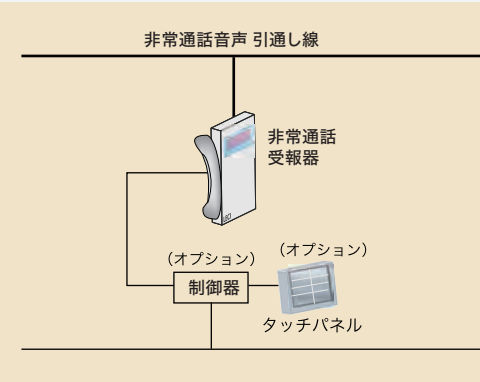 非常通話音声 引通し線
非常通話
受報器
（オプション）
（オプション）
制御器
タッチパネル